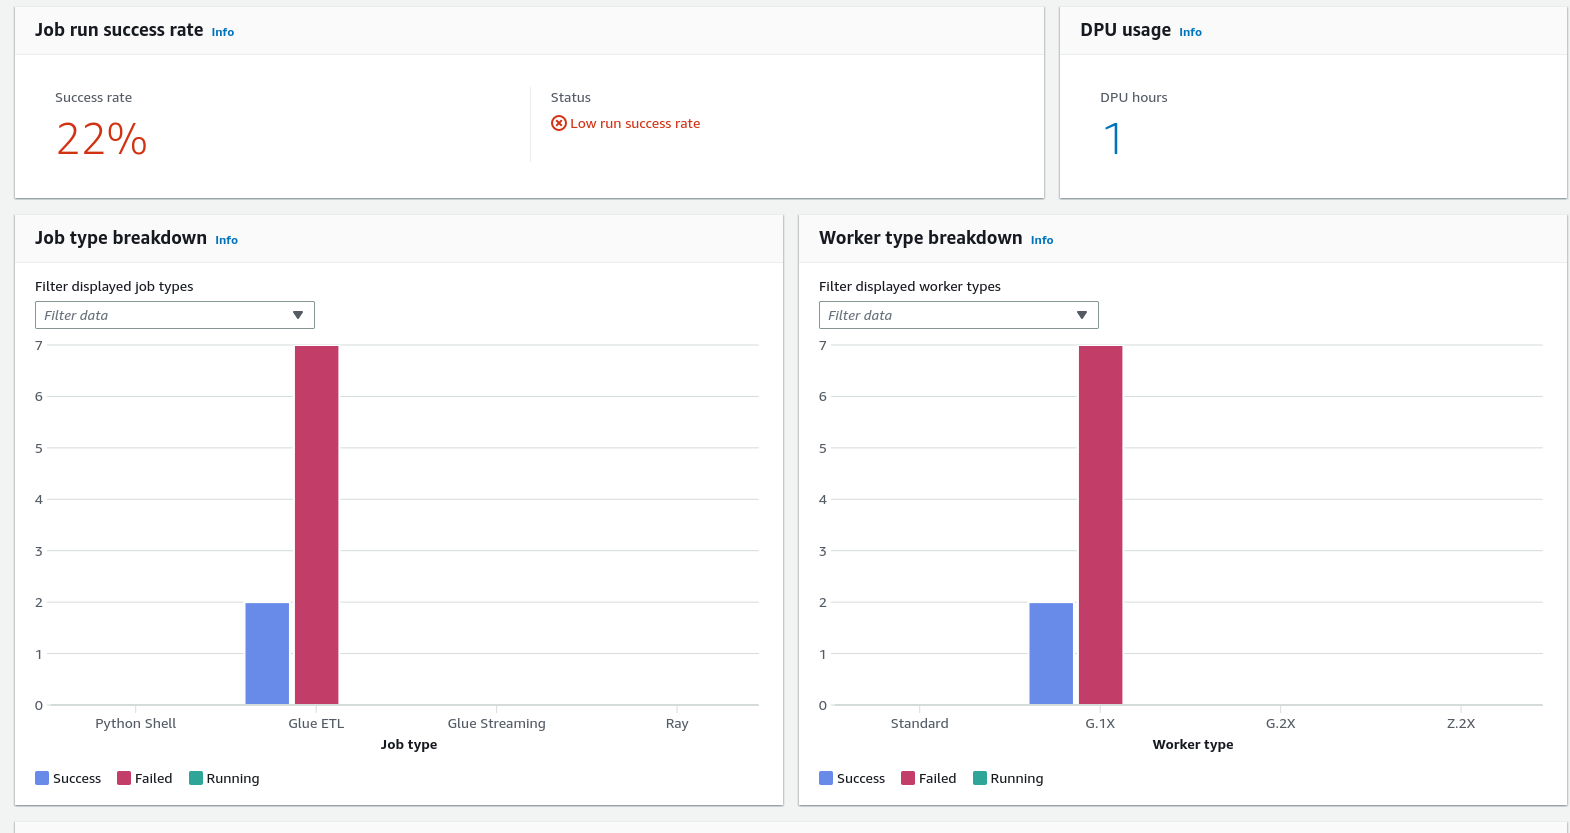 Job run success rate Info
Success rate
22%
Status
Low run success rate
DPU usage Info
DPU hours
1
Job type breakdown Info
Filter displayed job types
Filter data
7
6
5
4
3
2
1
0
Python Shell Glue ETL Glue Streaming Ray
Job type
Success Failed Running
Worker type breakdown Info
Filter displayed worker types
Filter data
7
6
5
4
3
2
1
0
Standard G.1X G.2X Z.2X
Worker type
Success Failed Running